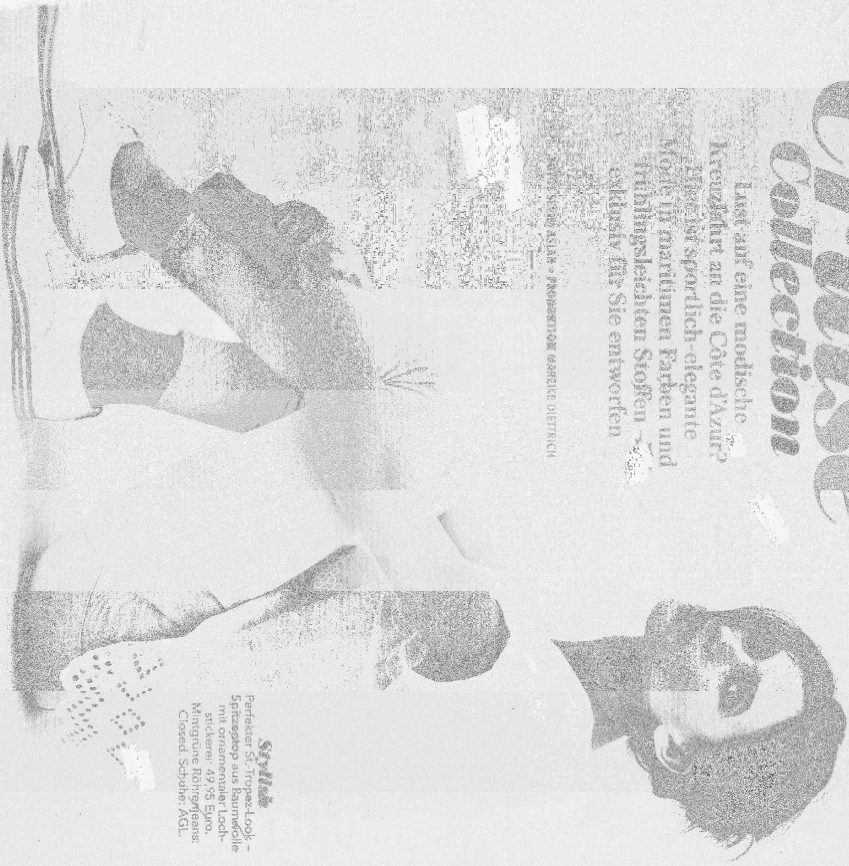 Cruise
Collection
Lust auf eine modische
Kreuzfahrt an die Côte d'Azur?
Hier ist sportlich-elegante
Mode in maritimen Farben und
frühlingsleichten Stoffen
exklusiv für Sie entworfen
PRODUKTION MAREIKE DIETRICH
Stylish
Perfekter St.-Tropez-Look –
Spitzentop aus Baumwolle
mit ornamentaler Loch-
stickerei: 49,95 Euro.
Mintgrüne Röhrenjeans:
Closed. Schuhe: AGL.